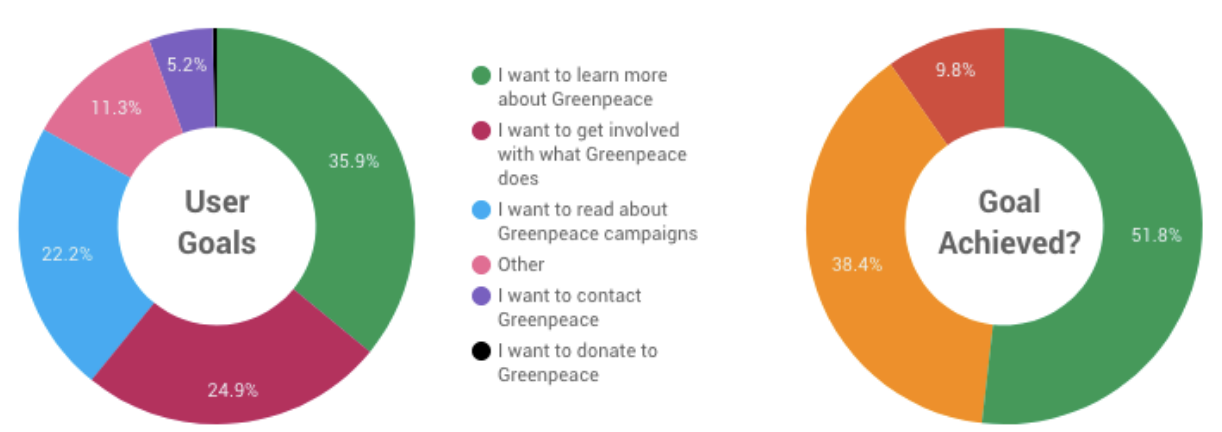 5.2%
11.3%
35.9%
User
Goals
22.2%
24.9%
I want to learn more
about Greenpeace
I want to get involved
with what Greenpeace
does
I want to read about
Greenpeace campaigns
Other
I want to contact
Greenpeace
I want to donate to
Greenpeace
9.8%
Goal
Achieved?
51.8%
38.4%